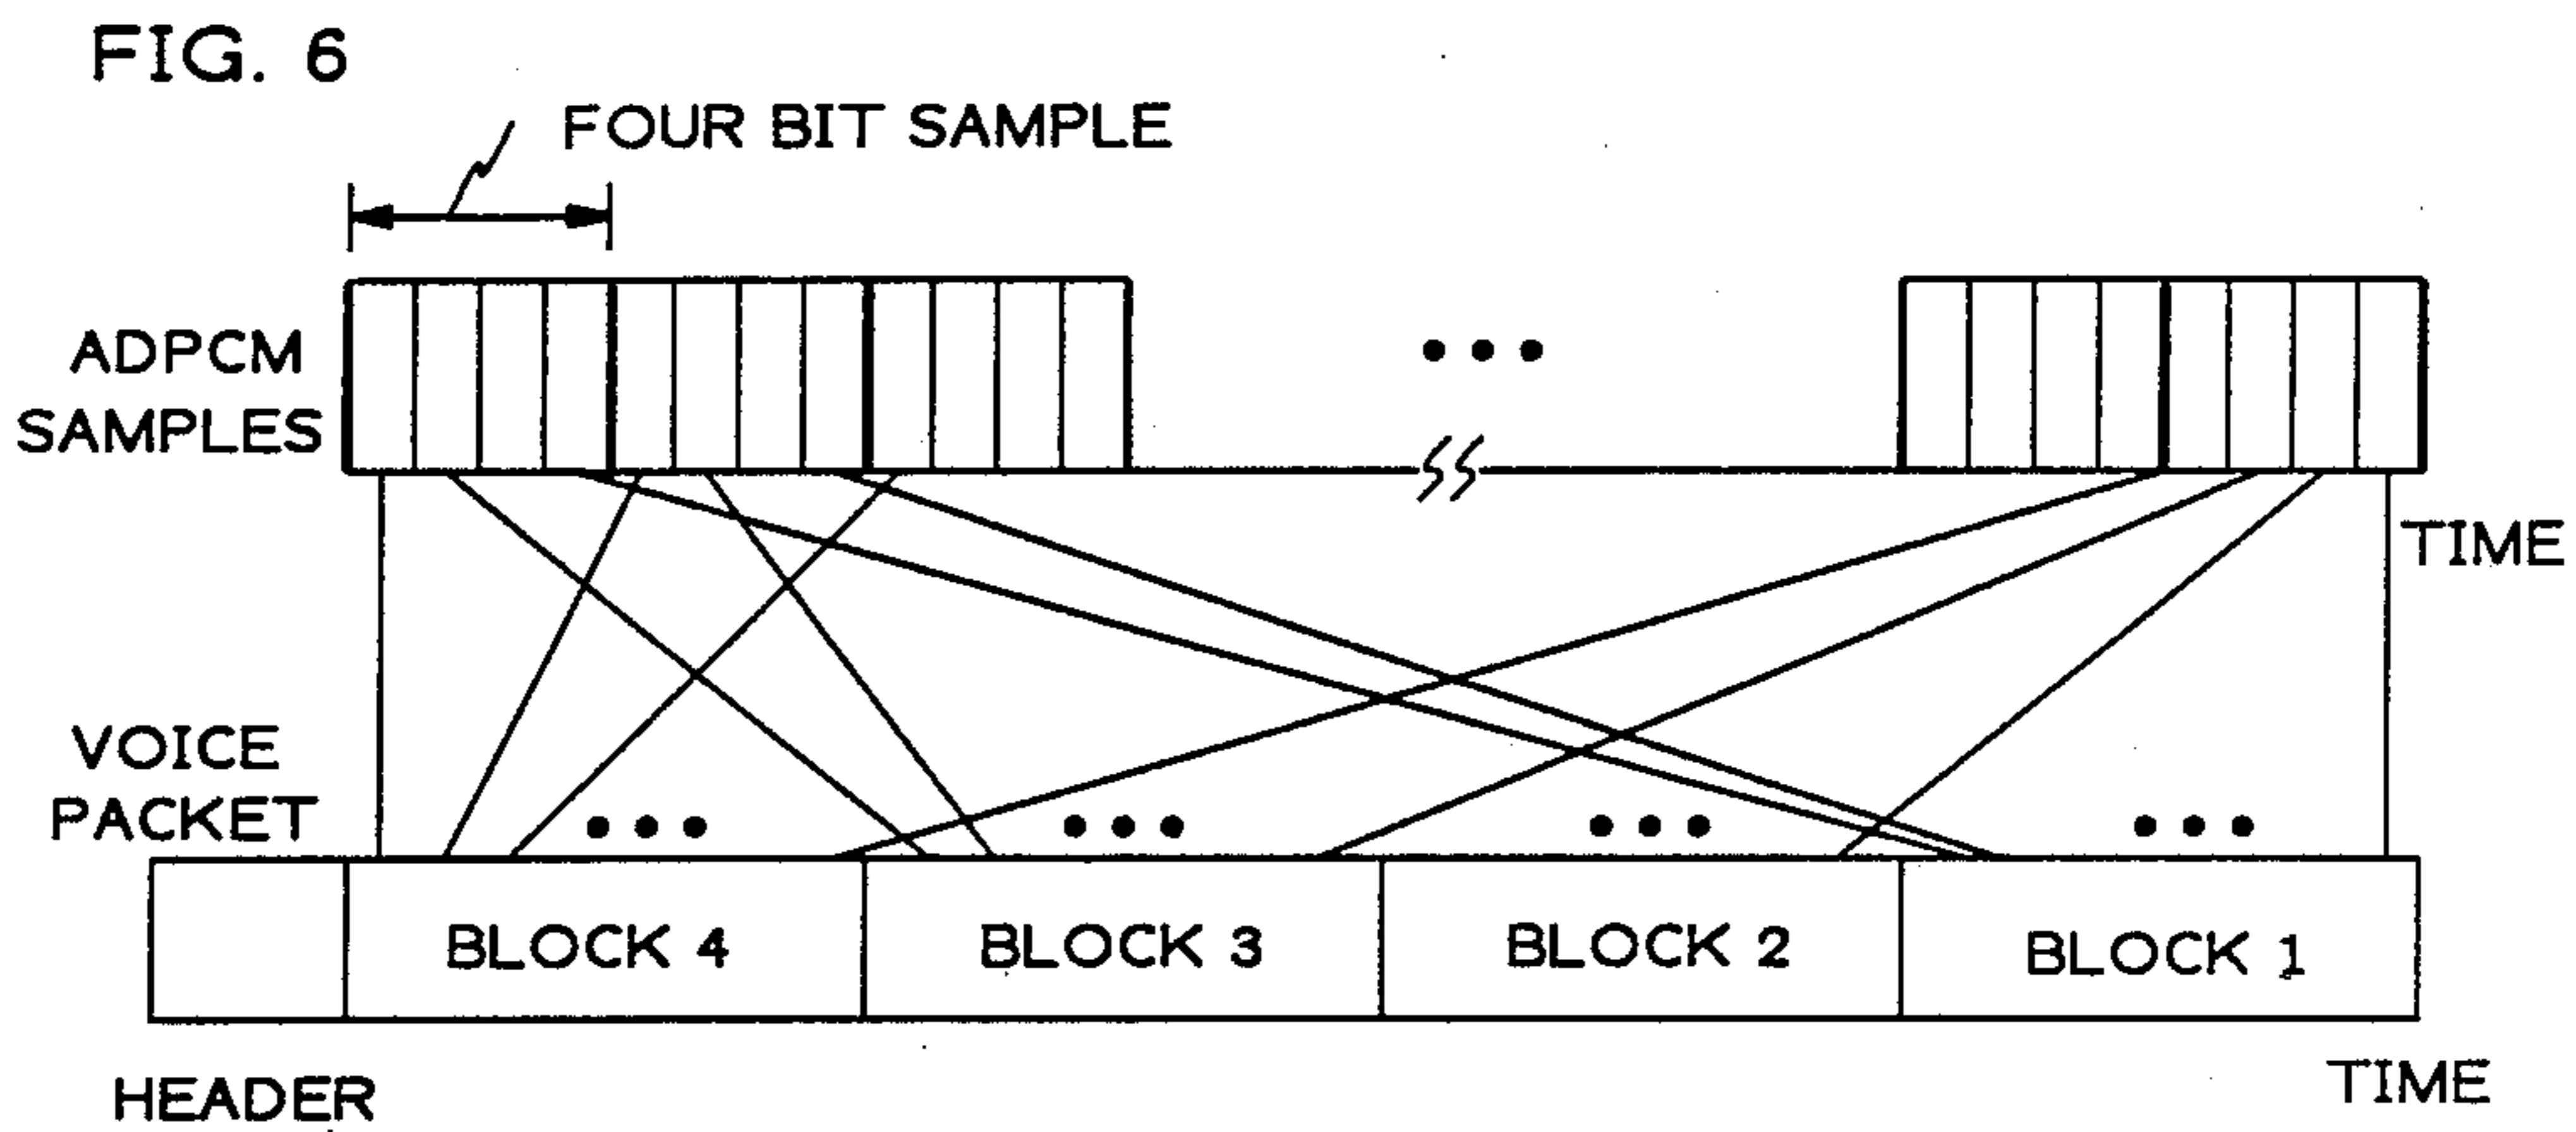 FIG. 6
FOUR BIT SAMPLE
ADPCM
SAMPLES
TIME
VOICE
PACKET
BLOCK 4
BLOCK 3
BLOCK 2
BLOCK 1
HEADER
TIME